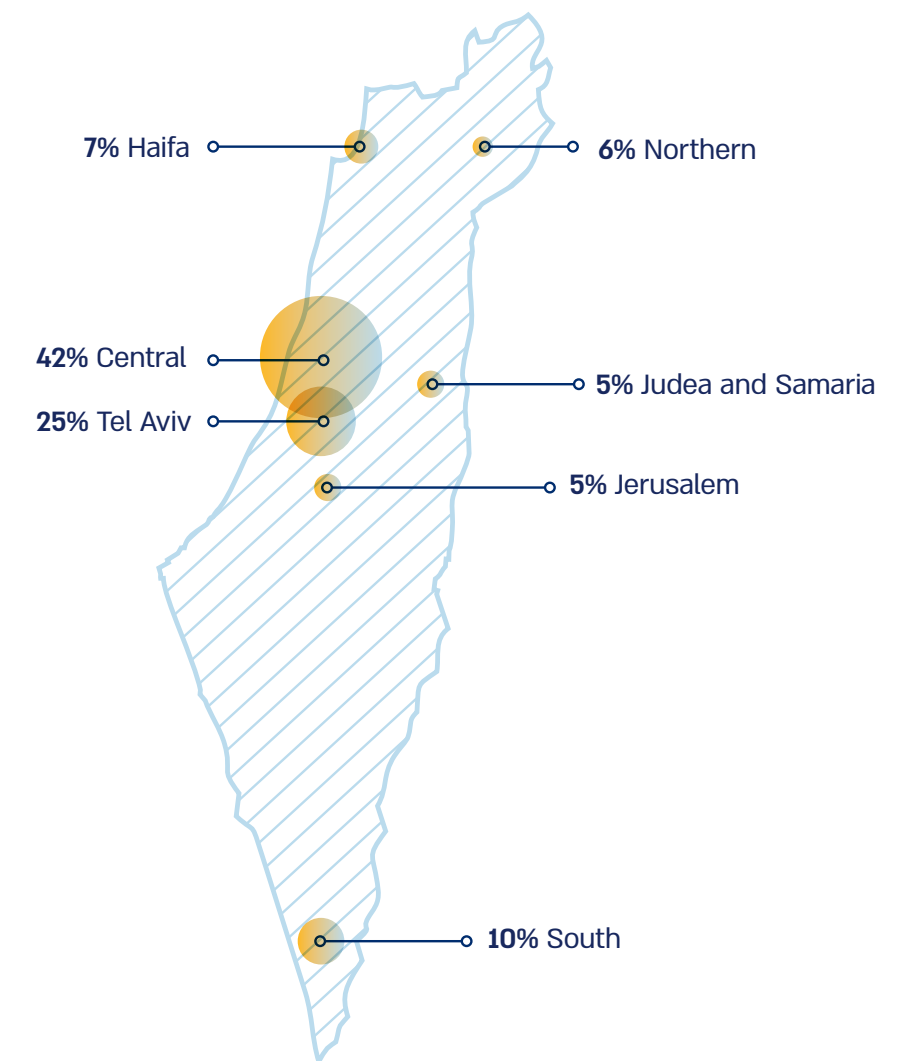 7% Haifa
6% Northern
42% Central
5% Judea and Samaria
25% Tel Aviv
5% Jerusalem
10% South